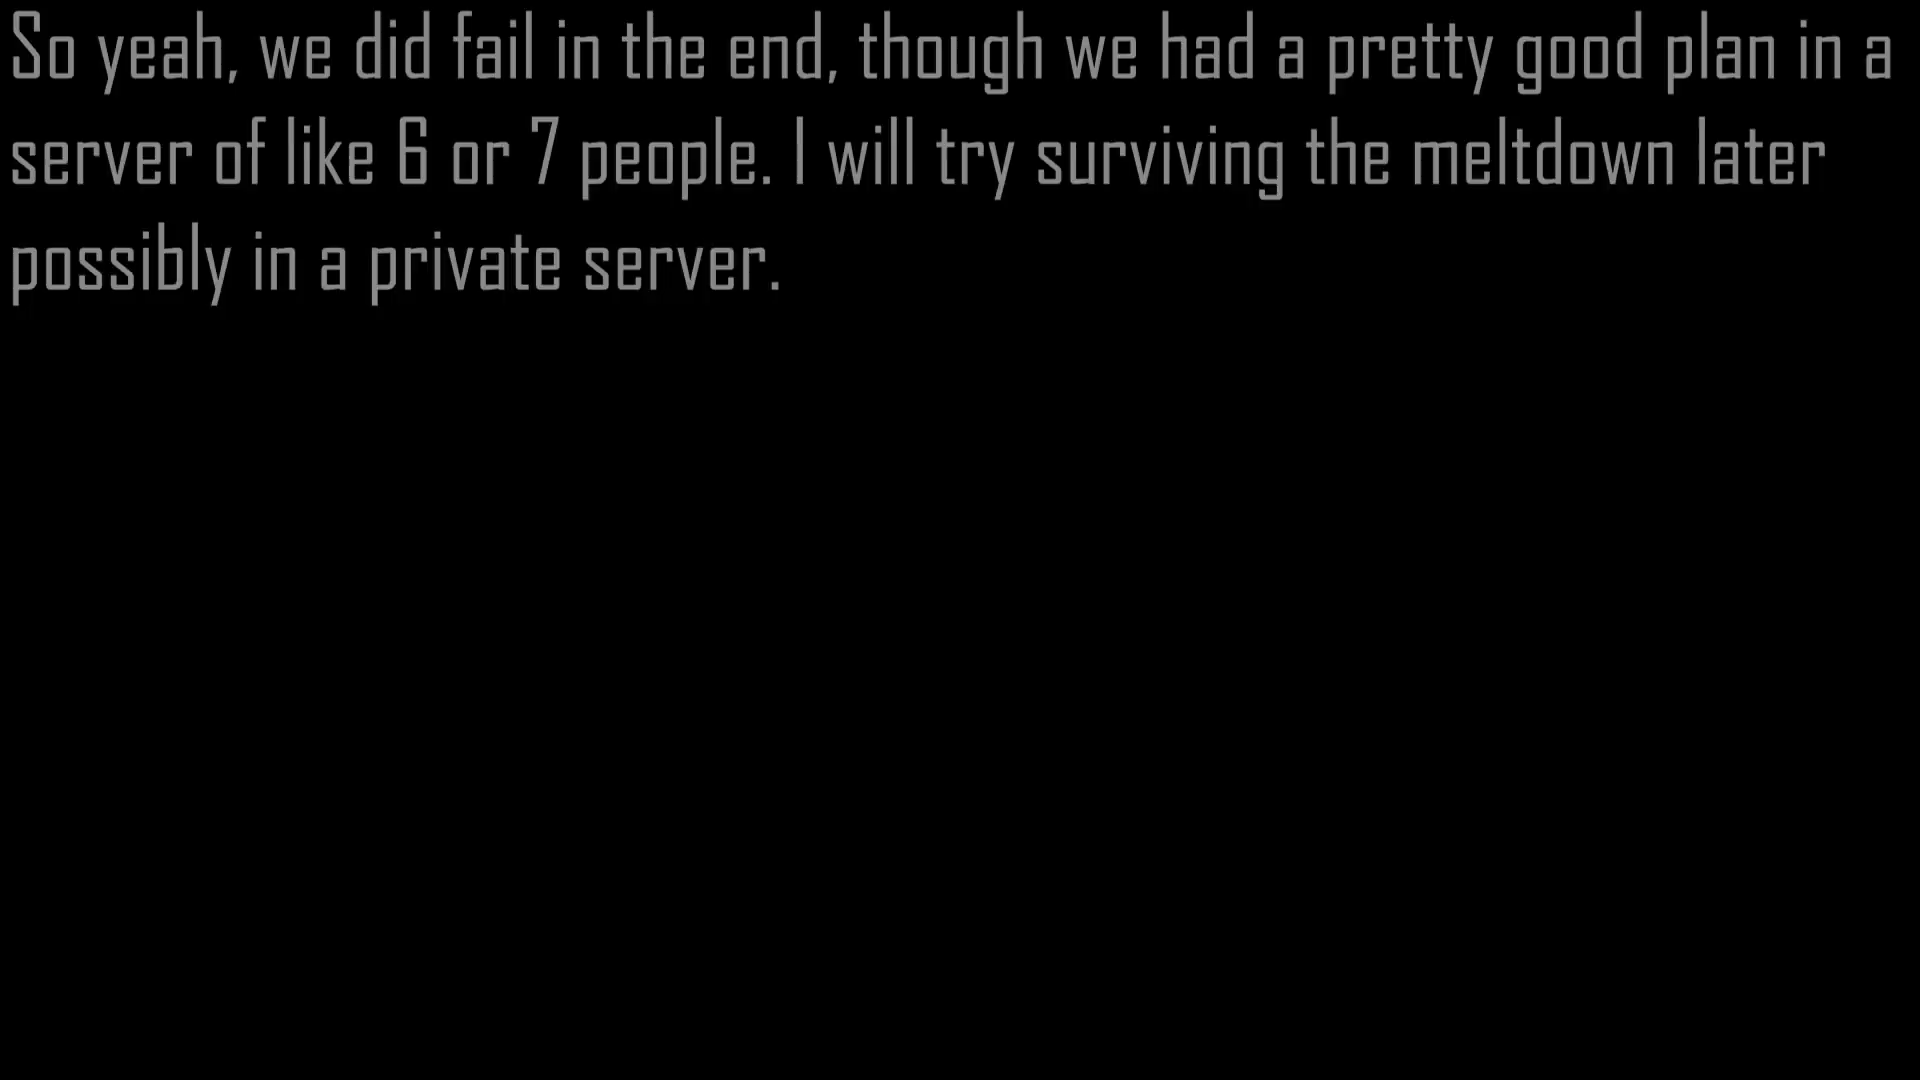 So yeah, we did fail in the end, though we had a pretty good plan in a
server of like 6 or 7 people. I will try surviving the meltdown later
possibly in a private server.